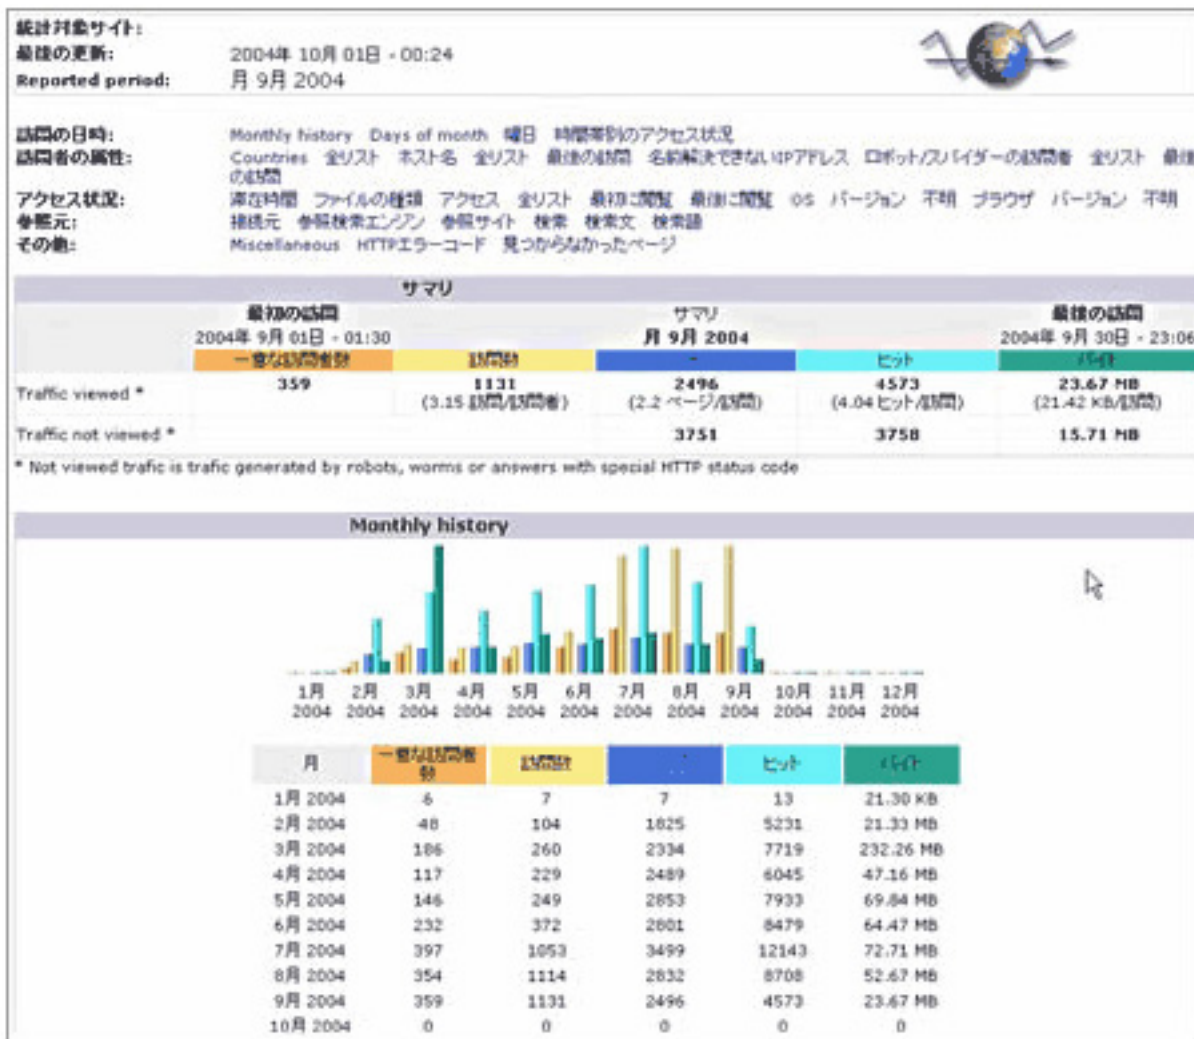 統計対象サイト:
最後の更新: 2004年 10月 01日 - 00:24
Reported period: 月 9月 2004
訪問の日時: Monthly history Days of month 曜日 時間帯別のアクセス状況
訪問者の属性: Countries 全リスト ホスト名 全リスト 最後の訪問 名前解決できないIPアドレス ロボット/スパイダーの訪問者 全リスト 最後
の訪問
アクセス状況: 滞在時間 ファイルの種類 アクセス 全リスト 最初に閲覧 最後に閲覧 OS バージョン 不明 ブラウザ バージョン 不明
参照元: 接続元 参照検索エンジン 参照サイト 検索 検索文 検索語
その他: Miscellaneous HTTPエラーコード 見つからなかったページ
サマリ
最初の訪問 サマリ 最後の訪問
2004年 9月 01日 - 01:30 月 9月 2004 2004年 9月 30日 - 23:06
一意な訪問者数 訪問数 - ヒット バイト
Traffic viewed * 359 1131 2496 4573 23.67 MB
(3.15 訪問/訪問者) (2.2 ページ/訪問) (4.04 ヒット/訪問) (21.42 KB/訪問)
Traffic not viewed * 3751 3758 15.71 MB
* Not viewed trafic is trafic generated by robots, worms or answers with special HTTP status code
Monthly history
1月 2月 3月 4月 5月 6月 7月 8月 9月 10月 11月 12月
2004 2004 2004 2004 2004 2004 2004 2004 2004 2004 2004 2004
月 一意な訪問者 訪問数 ヒット バイト
数
1月 2004 6 7 7 13 21.30 KB
2月 2004 48 104 1825 5231 21.33 MB
3月 2004 186 260 2334 7719 232.26 MB
4月 2004 117 229 2489 6045 47.16 MB
5月 2004 146 249 2853 7933 69.84 MB
6月 2004 232 372 2801 8479 64.47 MB
7月 2004 397 1053 3499 12143 72.71 MB
8月 2004 354 1114 2832 8708 52.67 MB
9月 2004 359 1131 2496 4573 23.67 MB
10月 2004 0 0 0 0 0